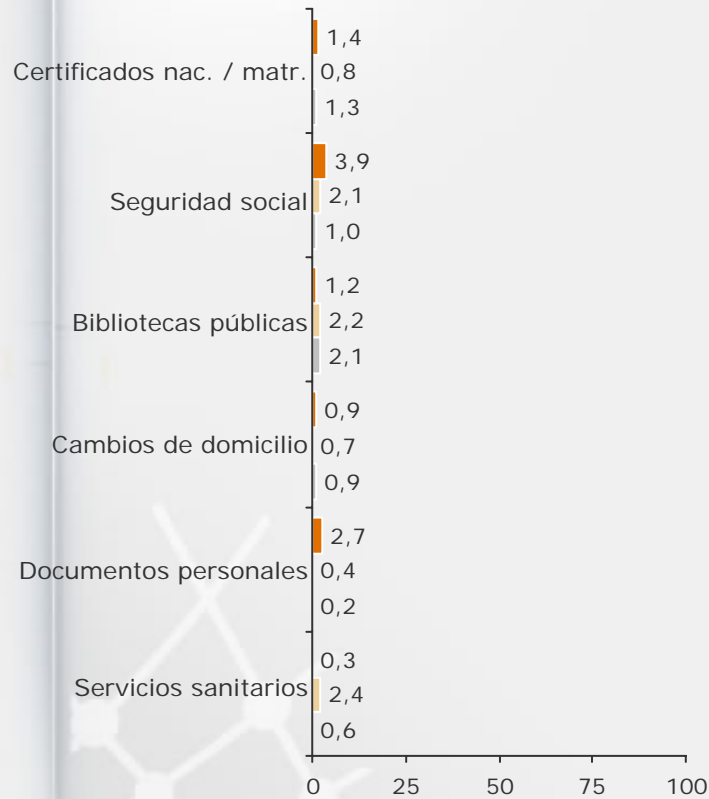 1,4
Certificados nac. / matr. 0,8
1,3
3,9
Seguridad social 2,1
1,0
1,2
Bibliotecas públicas 2,2
2,1
0,9
Cambios de domicilio 0,7
0,9
2,7
Documentos personales 0,4
0,2
0,3
Servicios sanitarios 2,4
0,6
0 25 50 75 100